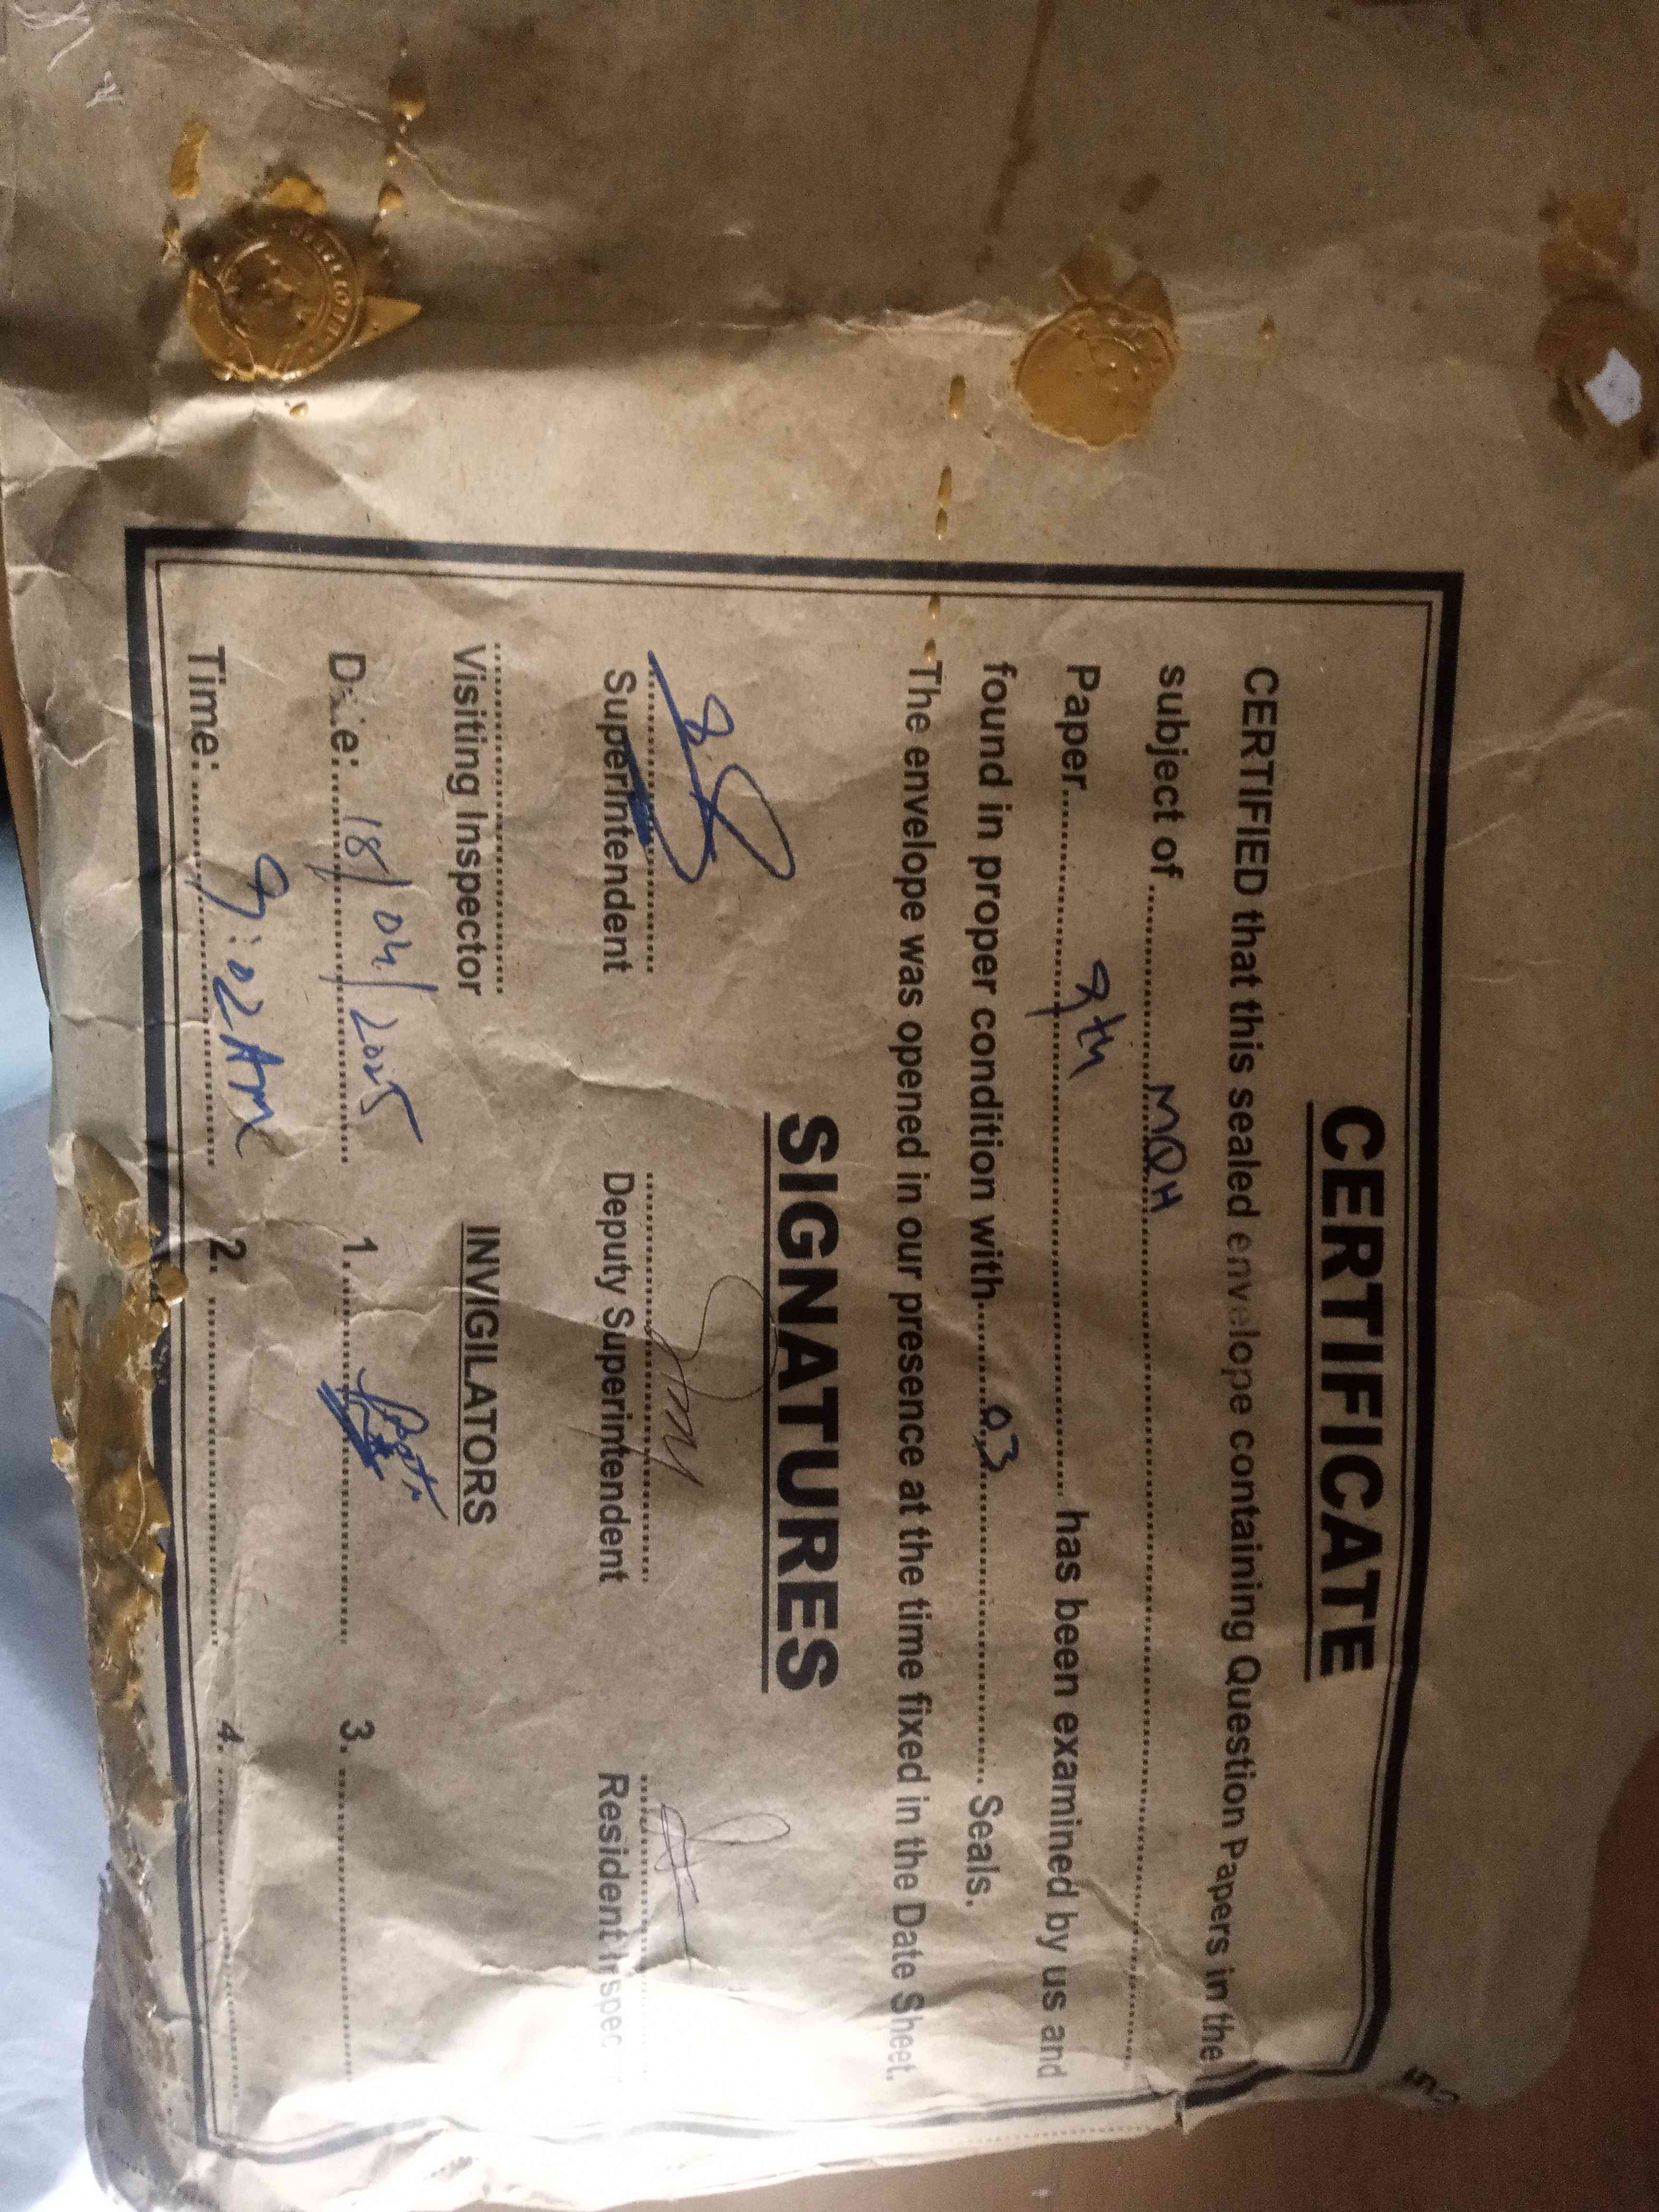 CERTIFICATE
CERTIFIED that this sealed envelope containing Question Papers in the
subject of ............ MQH ............
Paper............ 9th ............ has been examined by us and
found in proper condition with............ 03 ............ Seals.
The envelope was opened in our presence at the time fixed in the Date Sheet.
SIGNATURES
Superintendent Deputy Superintendent Resident Inspec
Visiting Inspector
INVIGILATORS
Date: 18/04/2025 1. 3.
Time: 9:02 Am 2. 4.